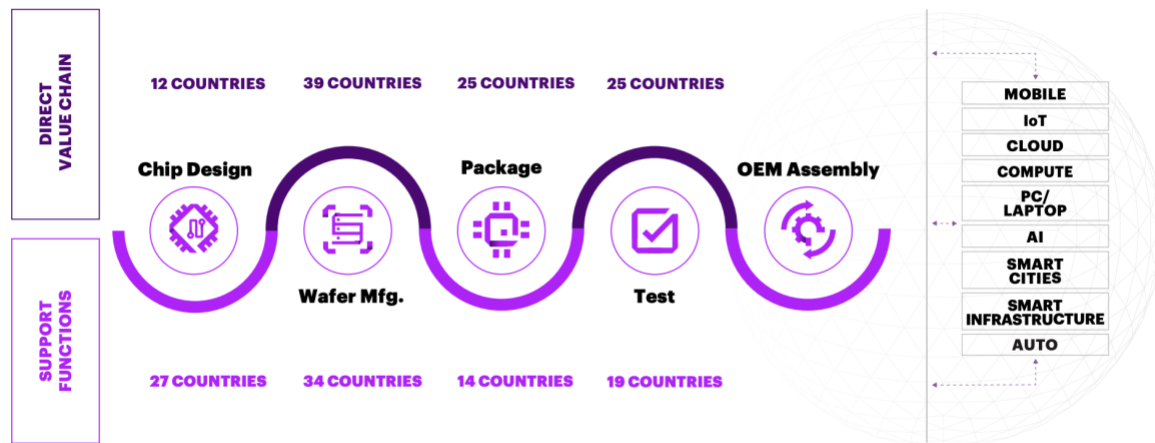 DIRECT
VALUE CHAIN
12 COUNTRIES
39 COUNTRIES
25 COUNTRIES
25 COUNTRIES
Chip Design
Wafer Mfg.
Package
Test
OEM Assembly
SUPPORT
FUNCTIONS
27 COUNTRIES
34 COUNTRIES
14 COUNTRIES
19 COUNTRIES
MOBILE
IoT
CLOUD
COMPUTE
PC/
LAPTOP
AI
SMART
CITIES
SMART
INFRASTRUCTURE
AUTO